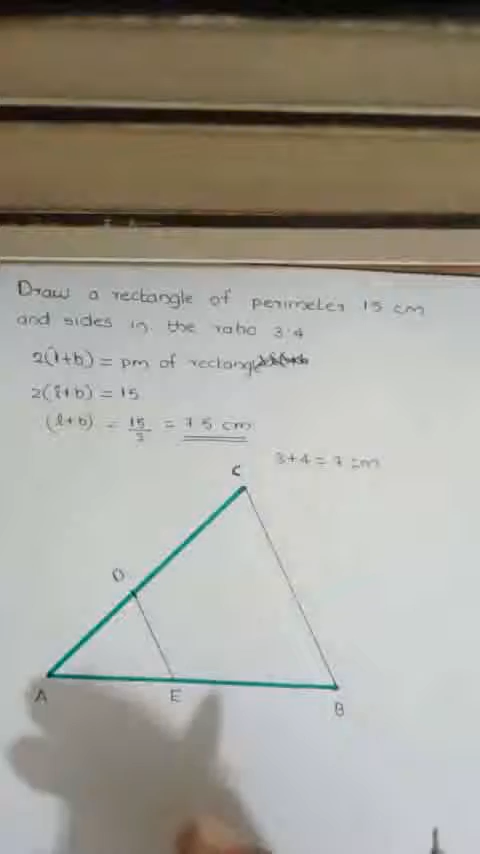 Draw a rectangle of perimeter 15 cm
and sides in the ratio 3:4
2(l+b) = pm of rectangle
2(l+b) = 15
(l+b) = 15/2 = 7.5 cm
3+4 = 7 cm
C
D
A
E
B